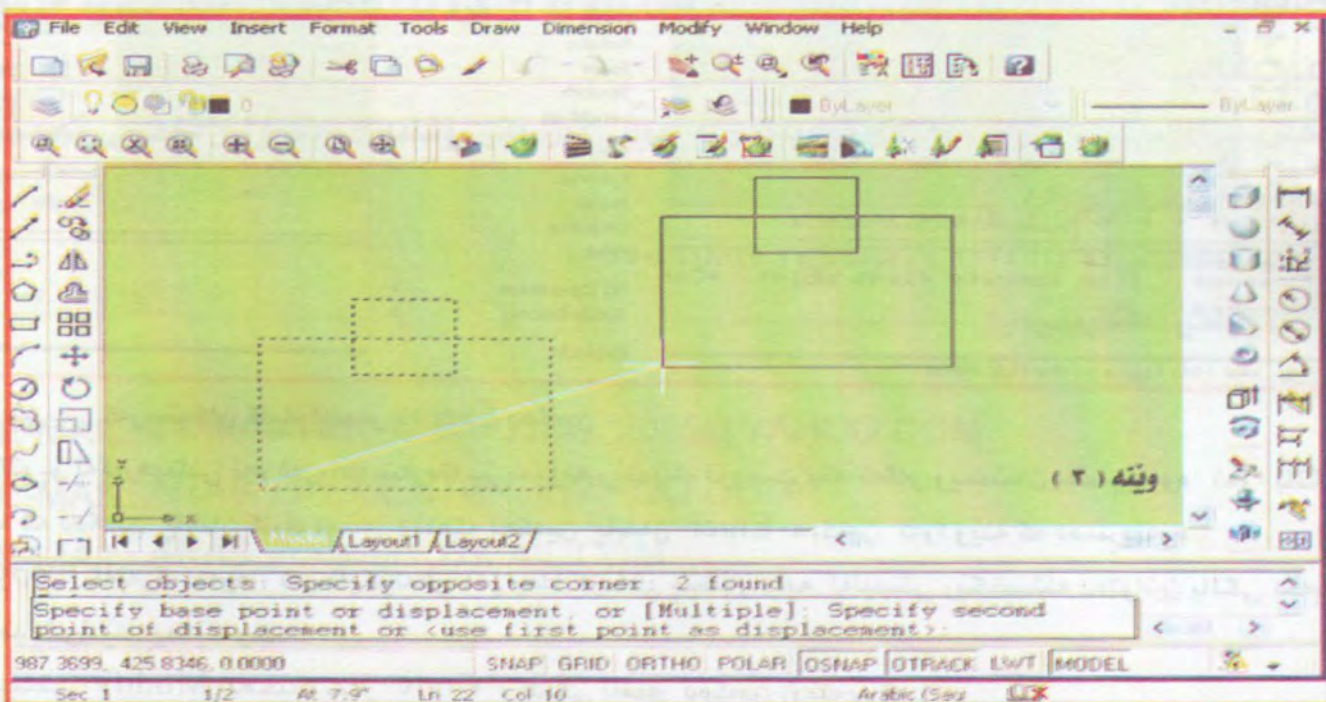 File Edit View Insert Format Tools Draw Dimension Modify Window Help
0 ByLayer ByLayer
وێنە ( ٢ )
Y
X
Model Layout1 Layout2
Select objects: Specify opposite corner: 2 found
Specify base point or displacement, or [Multiple]: Specify second
point of displacement or <use first point as displacement>:
987.3699, 425.8346, 0.0000 SNAP GRID ORTHO POLAR OSNAP OTRACK LWT MODEL
Sec 1 1/2 At 7.9" Ln 22 Col 10 Arabic (Sau